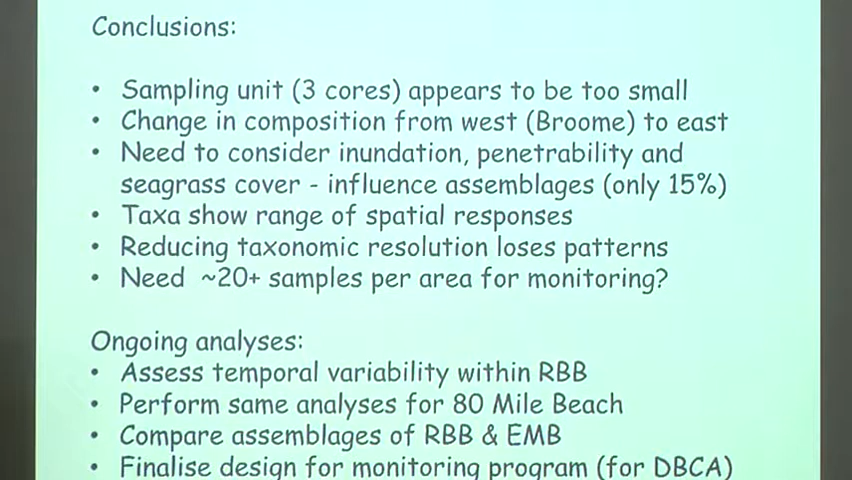 Conclusions:
• Sampling unit (3 cores) appears to be too small
• Change in composition from west (Broome) to east
• Need to consider inundation, penetrability and
seagrass cover - influence assemblages (only 15%)
• Taxa show range of spatial responses
• Reducing taxonomic resolution loses patterns
• Need ~20+ samples per area for monitoring?
Ongoing analyses:
• Assess temporal variability within RBB
• Perform same analyses for 80 Mile Beach
• Compare assemblages of RBB & EMB
• Finalise design for monitoring program (for DBCA)